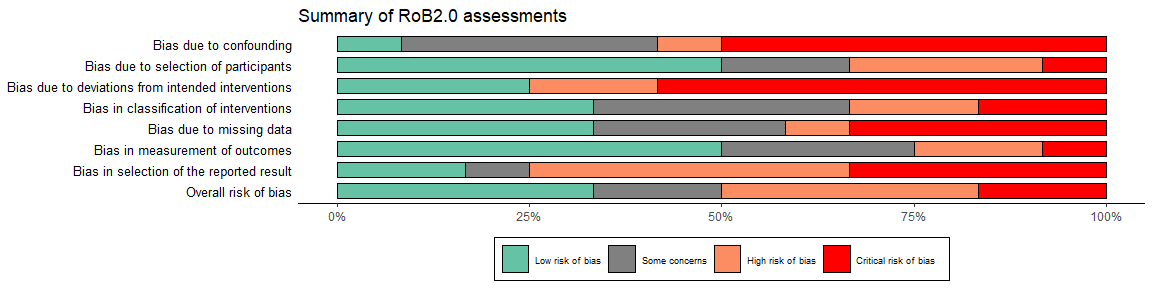 Summary of RoB2.0 assessments
Bias due to confounding
Bias due to selection of participants
Bias due to deviations from intended interventions
Bias in classification of interventions
Bias due to missing data
Bias in measurement of outcomes
Bias in selection of the reported result
Overall risk of bias
0% 25% 50% 75% 100%
Low risk of bias Some concerns High risk of bias Critical risk of bias